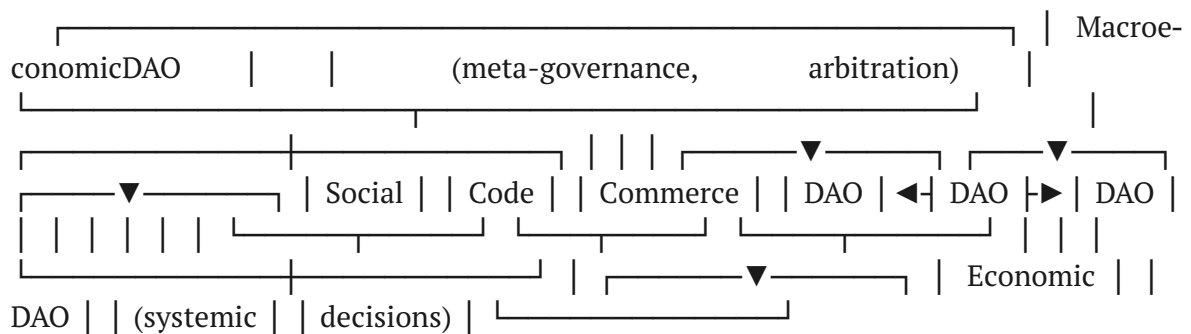 ┌──────────────────────────────┐ │ Macroe-
conomicDAO │ │ (meta-governance, arbitration) │
└────────────┬─────────────────┘ │
┌────────┼────────┐ │ │ │ ┌───▼────┐ ┌──▼───┐
┌───▼────┐ │ Social │ │ Code │ │ Commerce │ │ DAO │◄-┤ DAO ├-►│ DAO │
│ │ │ │ │ │ └───┬────┘ └──┬───┘ └───┬────┘ │ │ │
└────────┼───────┘ │ ┌────▼────┐ │ Economic │ │
DAO │ │ (systemic │ │ decisions) │ └─────────┘